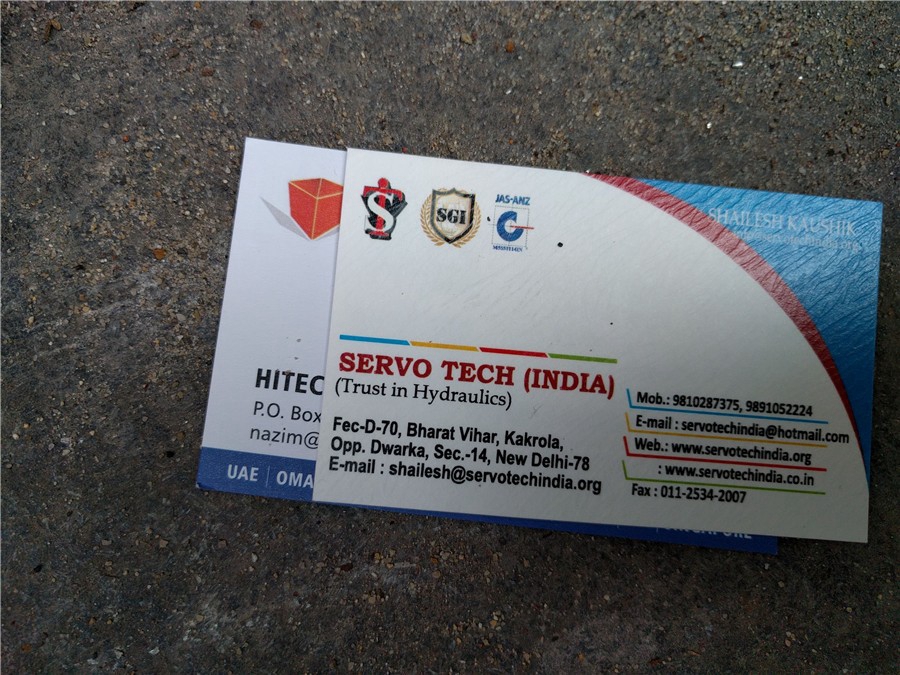 S
SGI
JAS-ANZ
C
SHAILESH KAUSHIK
SERVO TECH (INDIA)
(Trust in Hydraulics)
Fec-D-70, Bharat Vihar, Kakrola,
Opp. Dwarka, Sec.-14, New Delhi-78
E-mail : shailesh@servotechindia.org
Mob.: 9810287375, 9891052224
E-mail : servotechindia@hotmail.com
Web.: www.servotechindia.org
: www.servotechindia.co.in
Fax : 011-2534-2007
HITEC
P.O. Box
nazim@
UAE | OMA